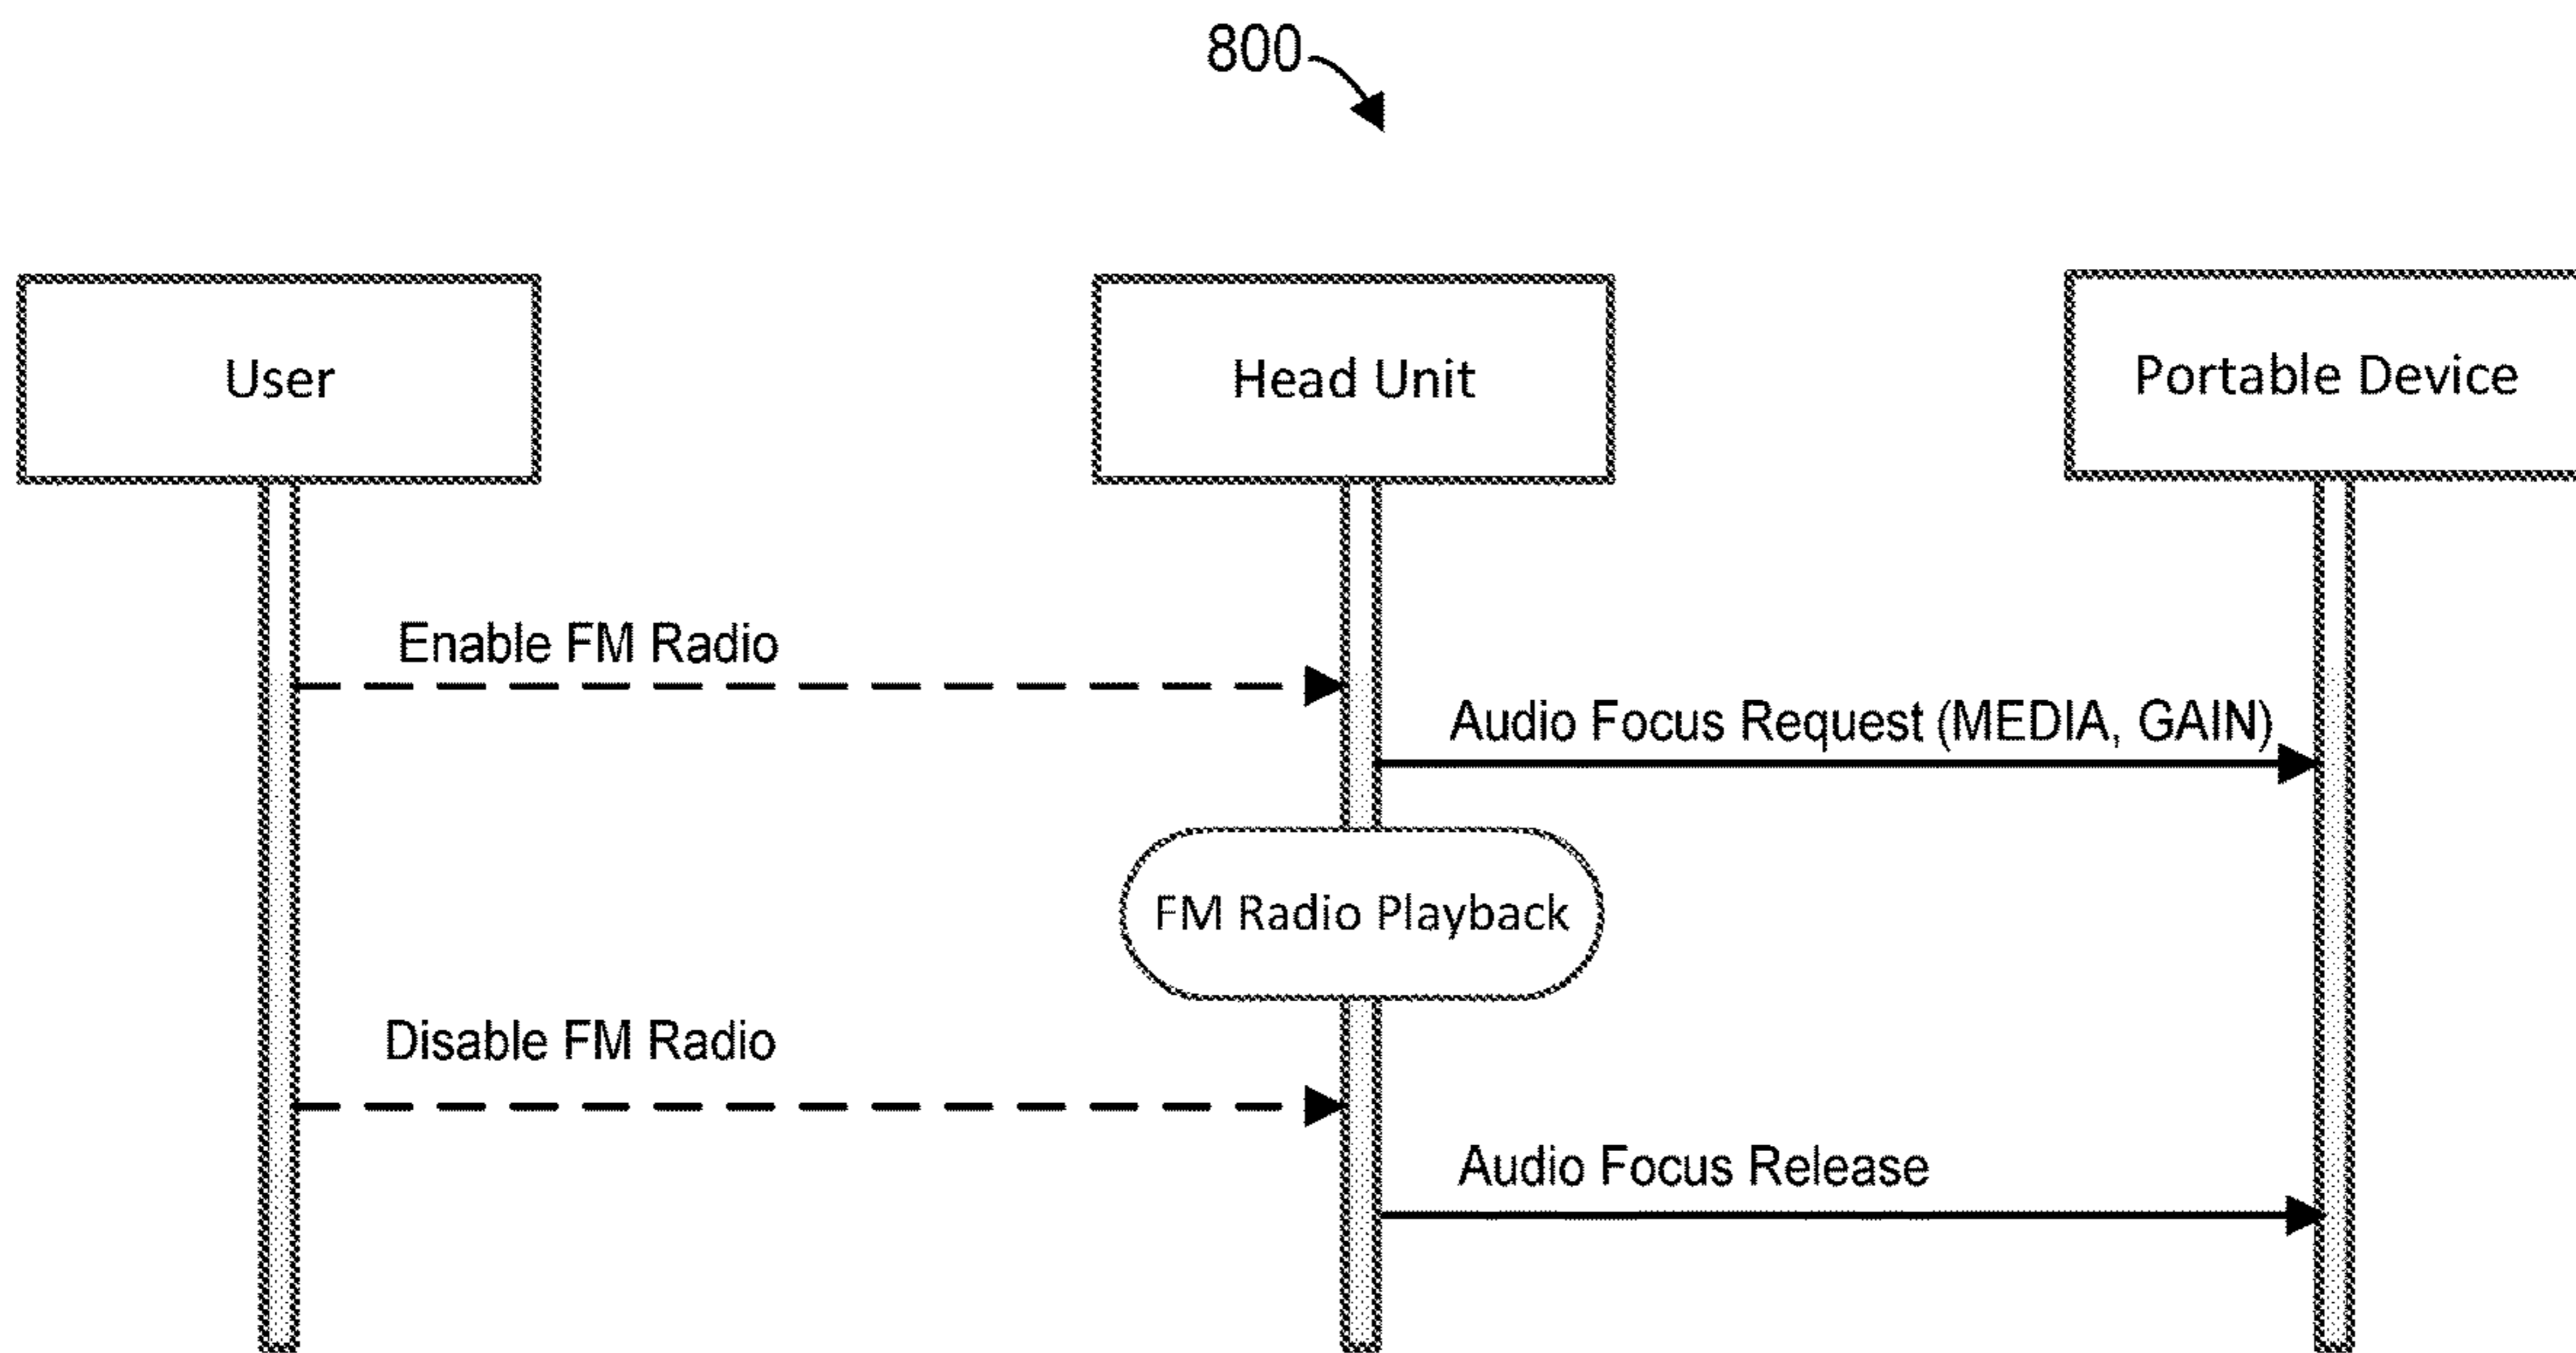 800
User
Head Unit
Portable Device
Enable FM Radio
Audio Focus Request (MEDIA, GAIN)
FM Radio Playback
Disable FM Radio
Audio Focus Release